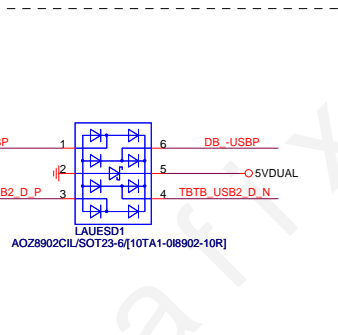 BP 1 6 DB_-USBP
2 5 5VDUAL
B2_D_P 3 4 TBTB_USB2_D_N
LAUESD1
AOZ8902CIL/SOT23-6/[10TA1-0I8902-10R]
afix